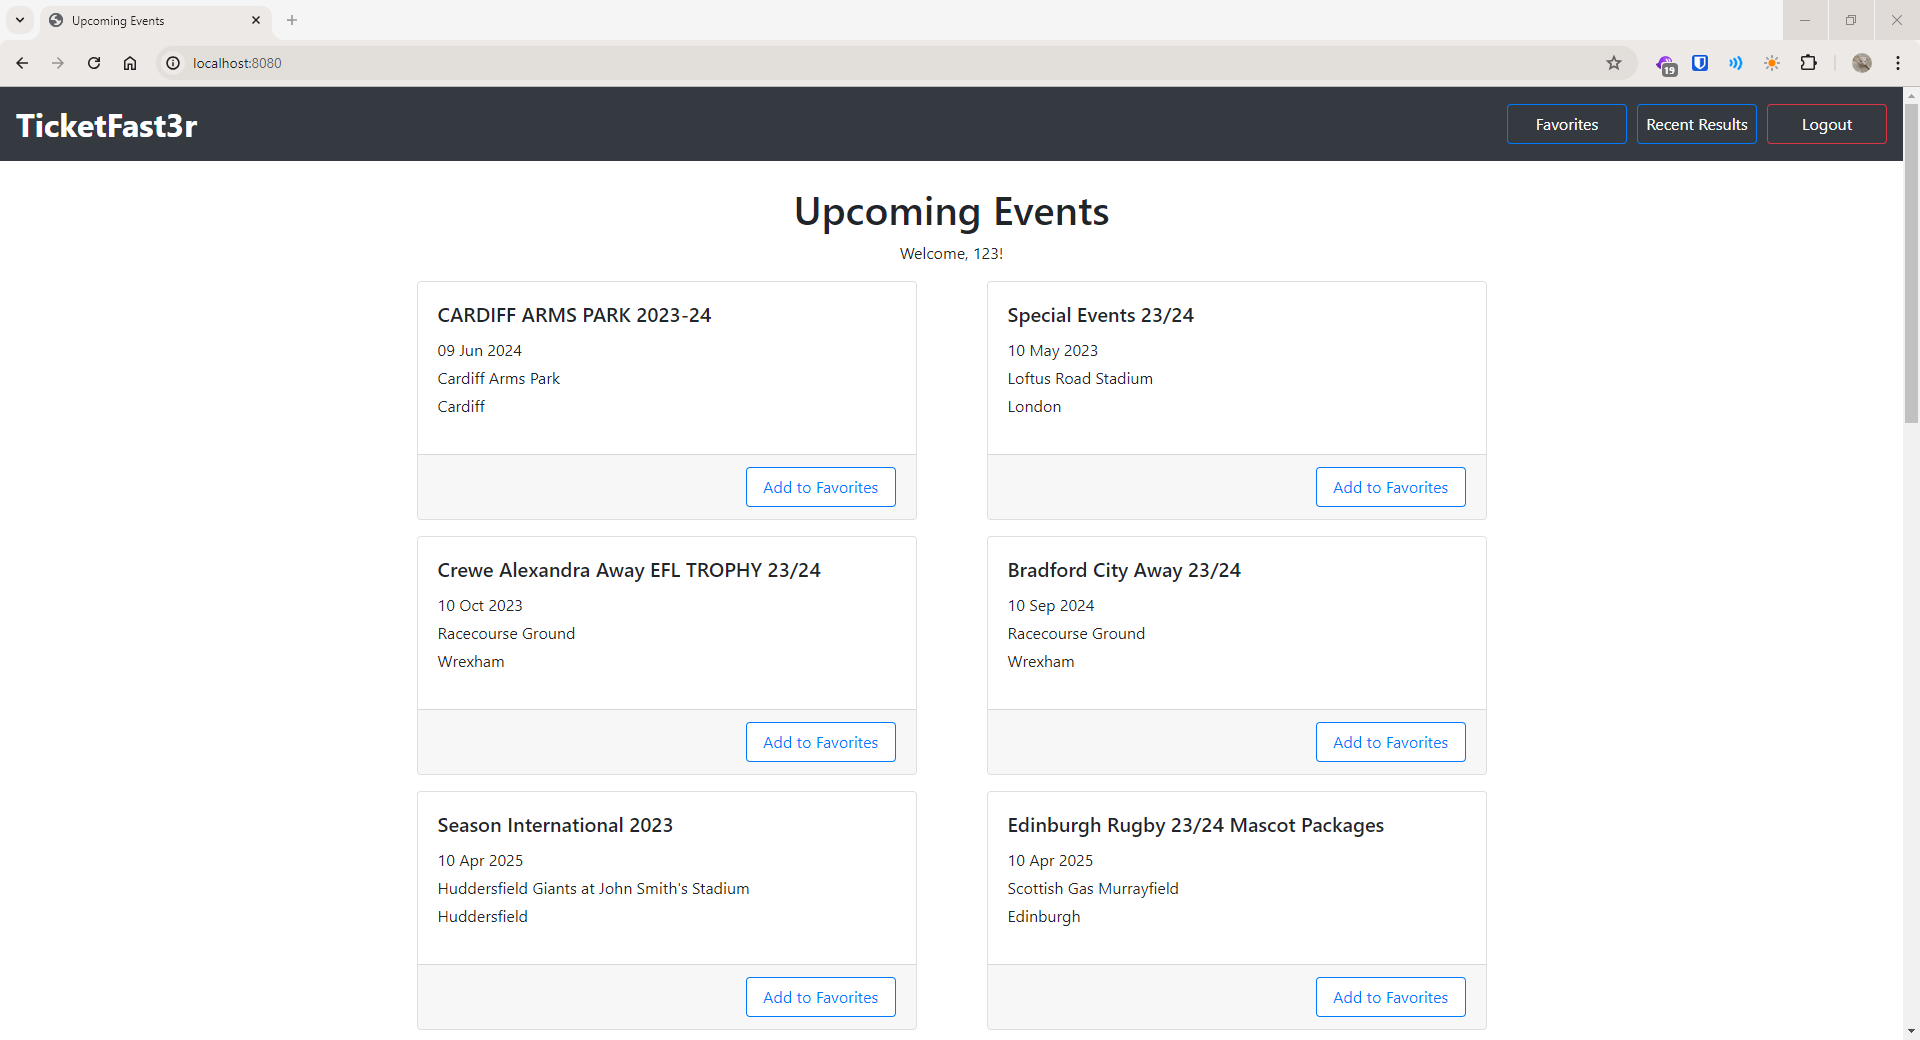 Upcoming Events
localhost:8080
19
TicketFast3r
Favorites
Recent Results
Logout
Upcoming Events
Welcome, 123!
CARDIFF ARMS PARK 2023-24
09 Jun 2024
Cardiff Arms Park
Cardiff
Add to Favorites
Special Events 23/24
10 May 2023
Loftus Road Stadium
London
Add to Favorites
Crewe Alexandra Away EFL TROPHY 23/24
10 Oct 2023
Racecourse Ground
Wrexham
Add to Favorites
Bradford City Away 23/24
10 Sep 2024
Racecourse Ground
Wrexham
Add to Favorites
Season International 2023
10 Apr 2025
Huddersfield Giants at John Smith's Stadium
Huddersfield
Add to Favorites
Edinburgh Rugby 23/24 Mascot Packages
10 Apr 2025
Scottish Gas Murrayfield
Edinburgh
Add to Favorites